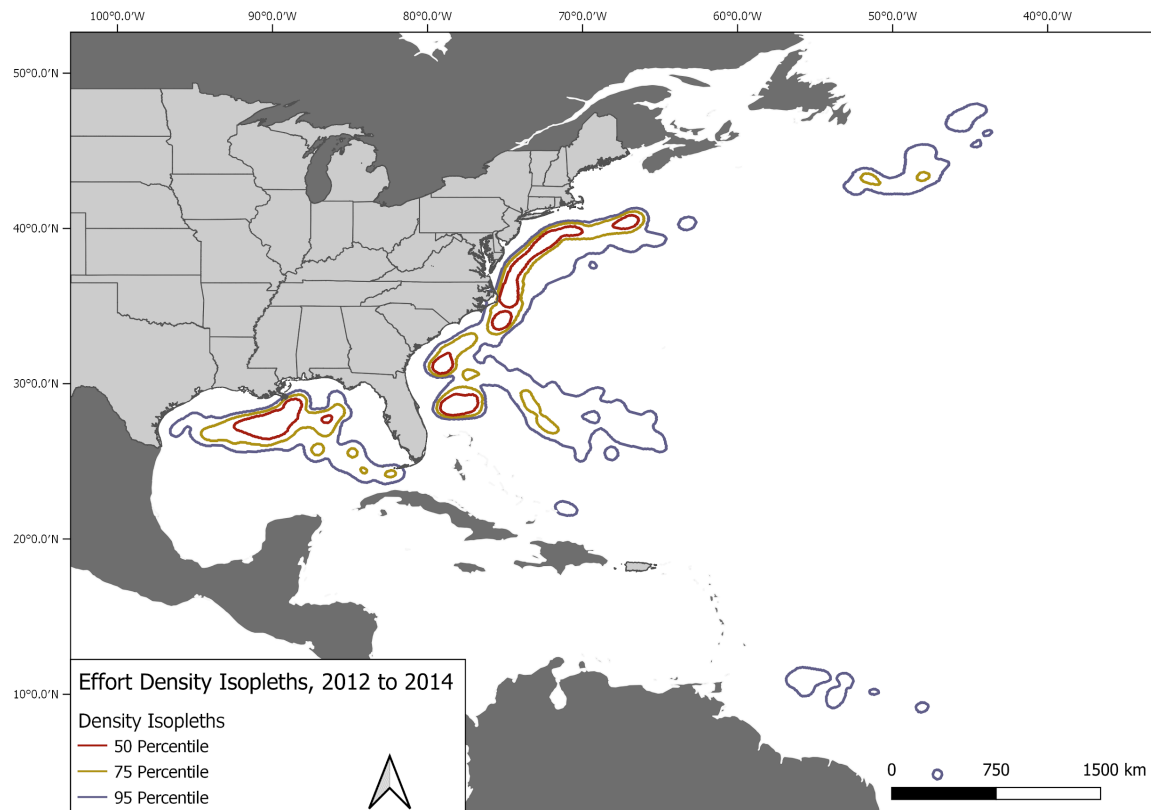 100°0.0'W 90°0.0'W 80°0.0'W 70°0.0'W 60°0.0'W 50°0.0'W 40°0.0'W
50°0.0'N
40°0.0'N
30°0.0'N
20°0.0'N
10°0.0'N
Effort Density Isopleths, 2012 to 2014
Density Isopleths
50 Percentile
75 Percentile
95 Percentile
0 750 1500 km